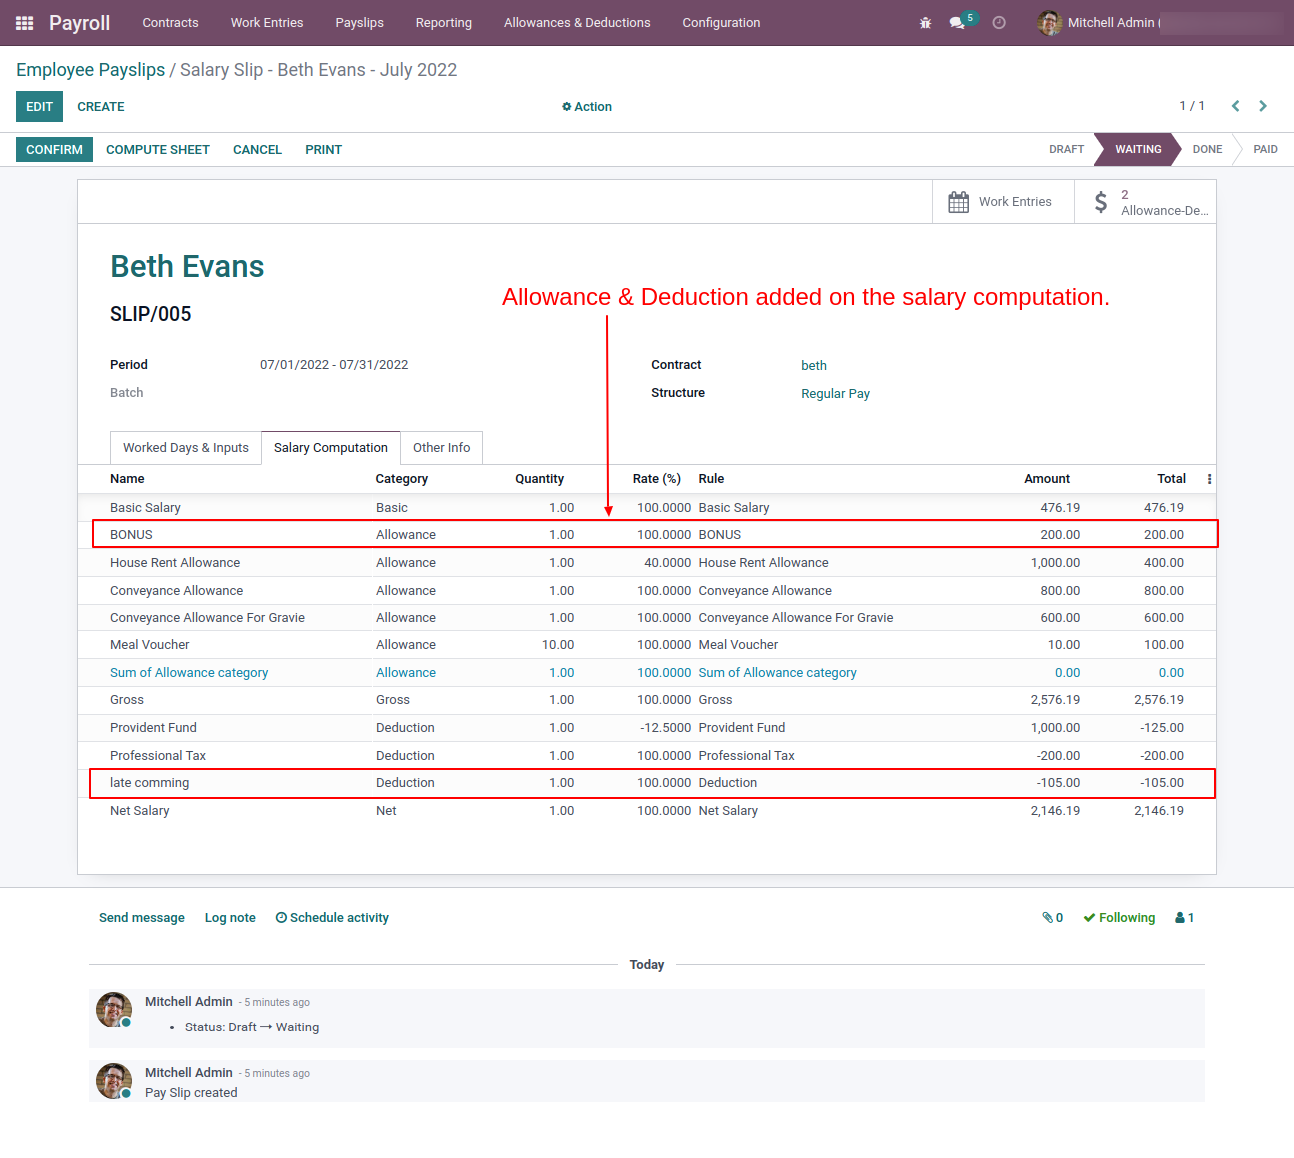 Payroll Contracts Work Entries Payslips Reporting Allowances & Deductions Configuration 5 Mitchell Admin (
Employee Payslips / Salary Slip - Beth Evans - July 2022
EDIT CREATE Action 1 / 1
CONFIRM COMPUTE SHEET CANCEL PRINT DRAFT WAITING DONE PAID
Work Entries
2
Allowance-De...
Beth Evans
Allowance & Deduction added on the salary computation.
SLIP/005
Period 07/01/2022 - 07/31/2022 Contract beth
Batch Structure Regular Pay
Worked Days & Inputs Salary Computation Other Info
Name Category Quantity Rate (%) Rule Amount Total
Basic Salary Basic 1.00 100.0000 Basic Salary 476.19 476.19
BONUS Allowance 1.00 100.0000 BONUS 200.00 200.00
House Rent Allowance Allowance 1.00 40.0000 House Rent Allowance 1,000.00 400.00
Conveyance Allowance Allowance 1.00 100.0000 Conveyance Allowance 800.00 800.00
Conveyance Allowance For Gravie Allowance 1.00 100.0000 Conveyance Allowance For Gravie 600.00 600.00
Meal Voucher Allowance 10.00 100.0000 Meal Voucher 10.00 100.00
Sum of Allowance category Allowance 1.00 100.0000 Sum of Allowance category 0.00 0.00
Gross Gross 1.00 100.0000 Gross 2,576.19 2,576.19
Provident Fund Deduction 1.00 -12.5000 Provident Fund 1,000.00 -125.00
Professional Tax Deduction 1.00 100.0000 Professional Tax -200.00 -200.00
late comming Deduction 1.00 100.0000 Deduction -105.00 -105.00
Net Salary Net 1.00 100.0000 Net Salary 2,146.19 2,146.19
Send message Log note Schedule activity 0 Following 1
Today
Mitchell Admin - 5 minutes ago
• Status: Draft → Waiting
Mitchell Admin - 5 minutes ago
Pay Slip created